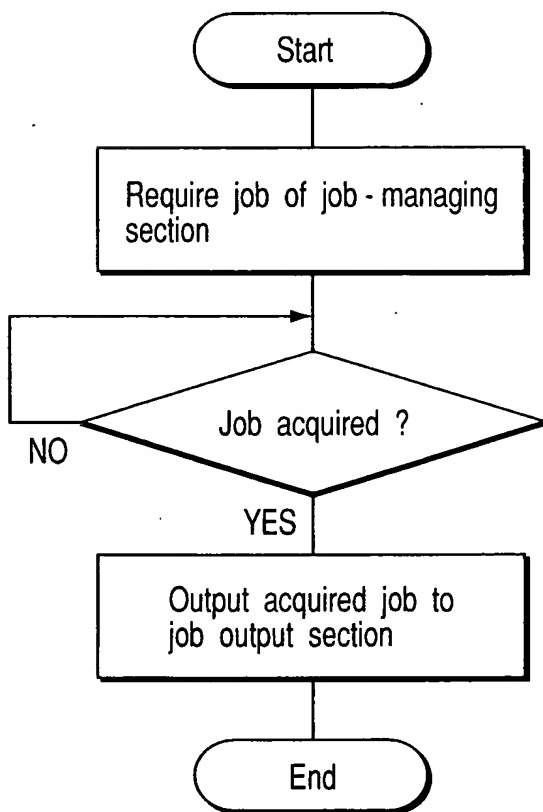 Start
Require job of job - managing
section
Job acquired ?
NO
YES
Output acquired job to
job output section
End